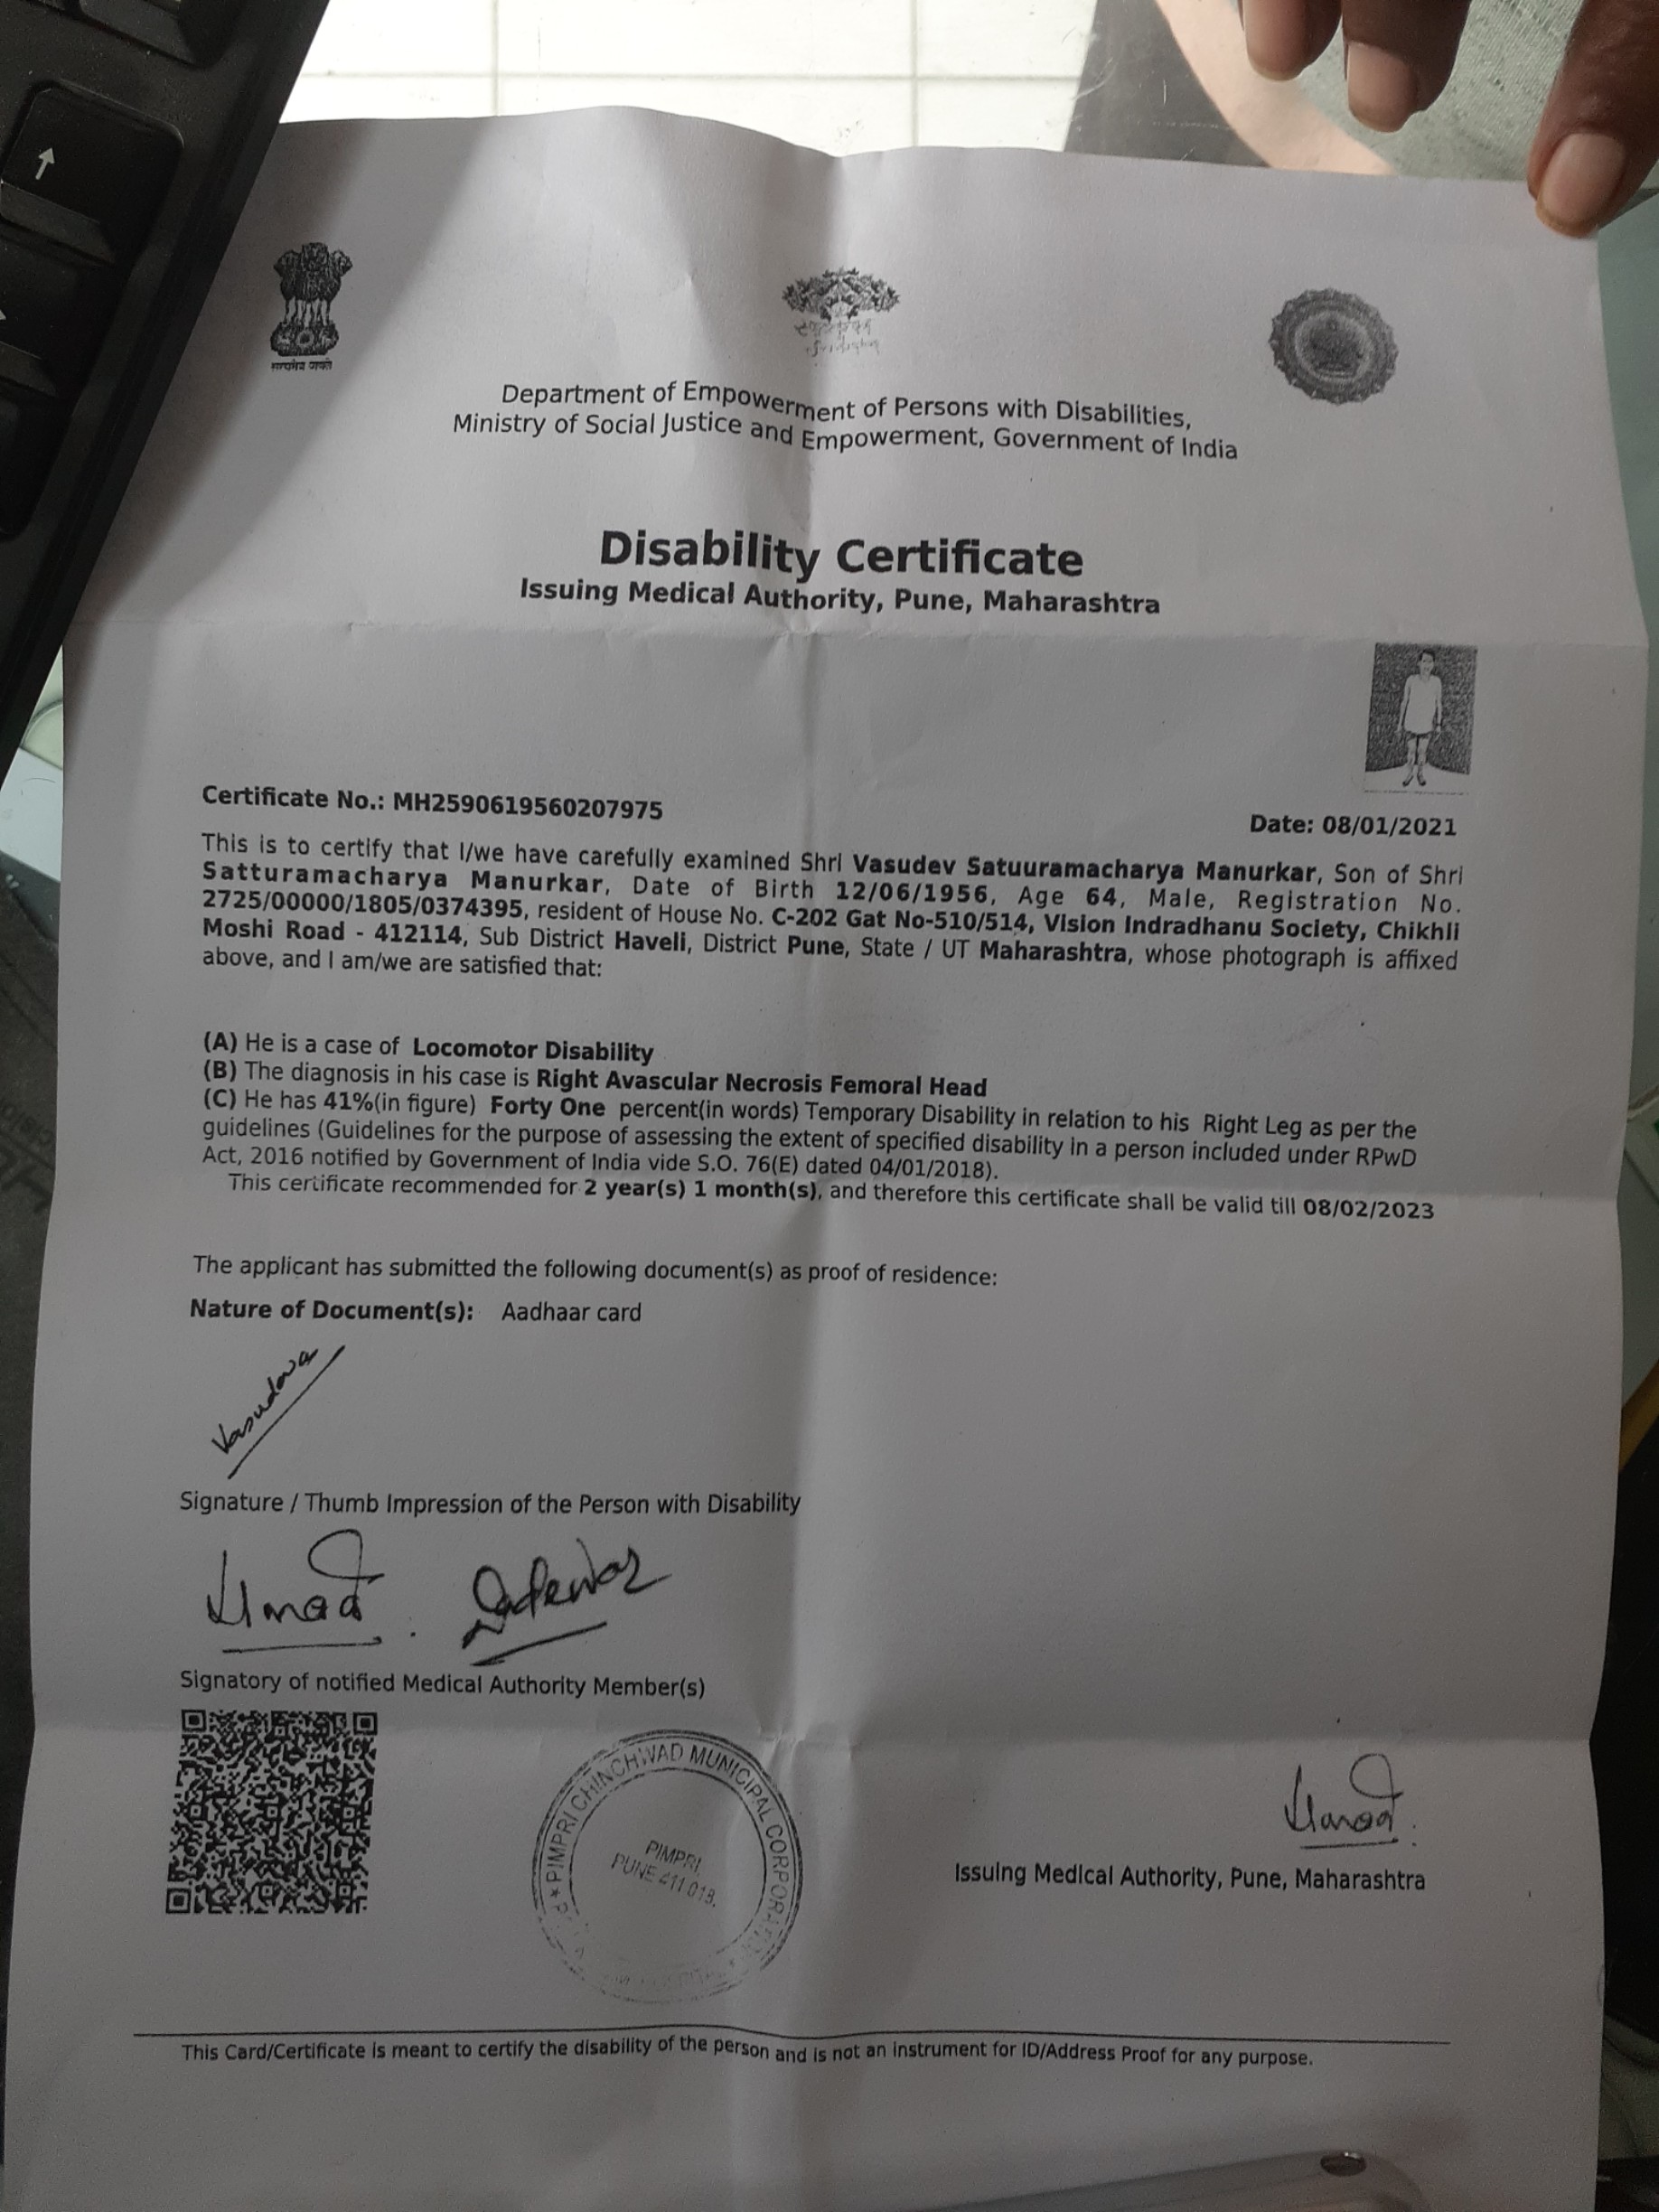 सत्यमेव जयते
Department of Empowerment of Persons with Disabilities,
Ministry of Social Justice and Empowerment, Government of India
Disability Certificate
Issuing Medical Authority, Pune, Maharashtra
Certificate No.: MH2590619560207975
Date: 08/01/2021
This is to certify that I/we have carefully examined Shri Vasudev Satuuramacharya Manurkar, Son of Shri
Satturamacharya Manurkar, Date of Birth 12/06/1956, Age 64, Male, Registration No.
2725/00000/1805/0374395, resident of House No. C-202 Gat No-510/514, Vision Indradhanu Society, Chikhli
Moshi Road - 412114, Sub District Haveli, District Pune, State / UT Maharashtra, whose photograph is affixed
above, and I am/we are satisfied that:
(A) He is a case of Locomotor Disability
(B) The diagnosis in his case is Right Avascular Necrosis Femoral Head
(C) He has 41%(in figure) Forty One percent(in words) Temporary Disability in relation to his Right Leg as per the
guidelines (Guidelines for the purpose of assessing the extent of specified disability in a person included under RPwD
Act, 2016 notified by Government of India vide S.O. 76(E) dated 04/01/2018).
This certificate recommended for 2 year(s) 1 month(s), and therefore this certificate shall be valid till 08/02/2023
The applicant has submitted the following document(s) as proof of residence:
Nature of Document(s): Aadhaar card
Vasudeva
Signature / Thumb Impression of the Person with Disability
Signatory of notified Medical Authority Member(s)
PIMPRI CHINCHWAD MUNICIPAL CORPORATION
PIMPRI,
PUNE 411 018.
Issuing Medical Authority, Pune, Maharashtra
This Card/Certificate is meant to certify the disability of the person and is not an instrument for ID/Address Proof for any purpose.